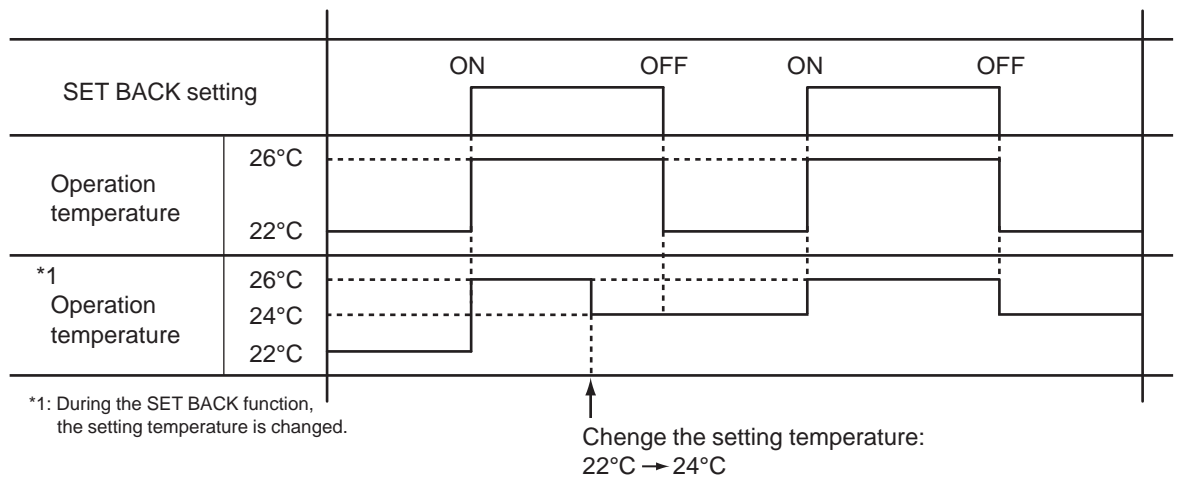 ON OFF ON OFF
SET BACK setting
Operation
temperature
26°C
22°C
*1
Operation
temperature
26°C
24°C
22°C
*1: During the SET BACK function,
the setting temperature is changed.
Chenge the setting temperature:
22°C → 24°C